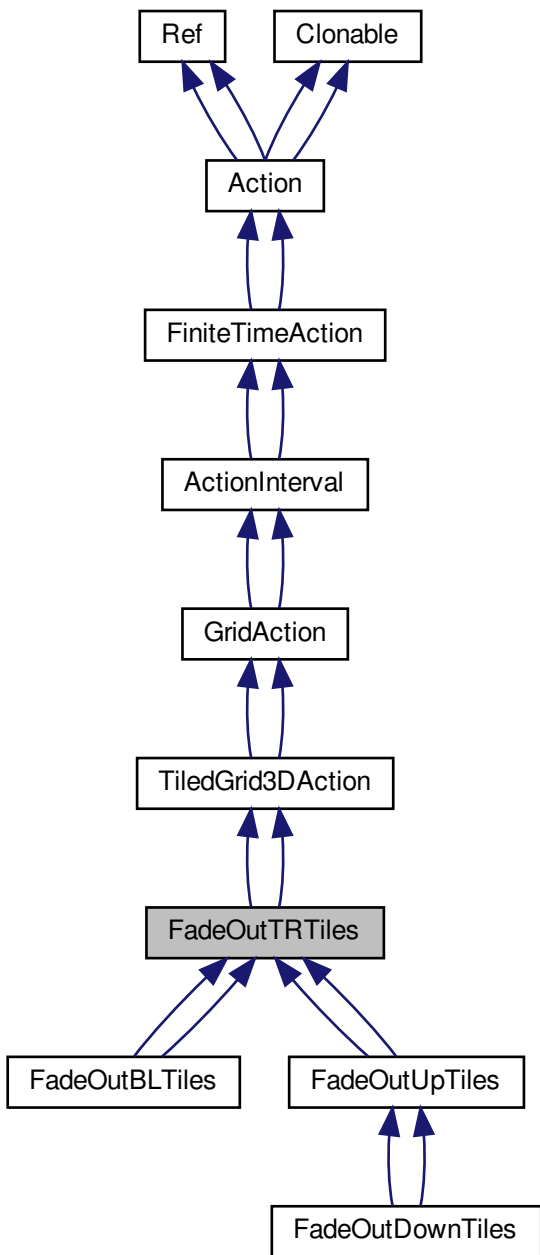 Ref
Clonable
Action
FiniteTimeAction
ActionInterval
GridAction
TiledGrid3DAction
FadeOutTRTiles
FadeOutBLTiles
FadeOutUpTiles
FadeOutDownTiles